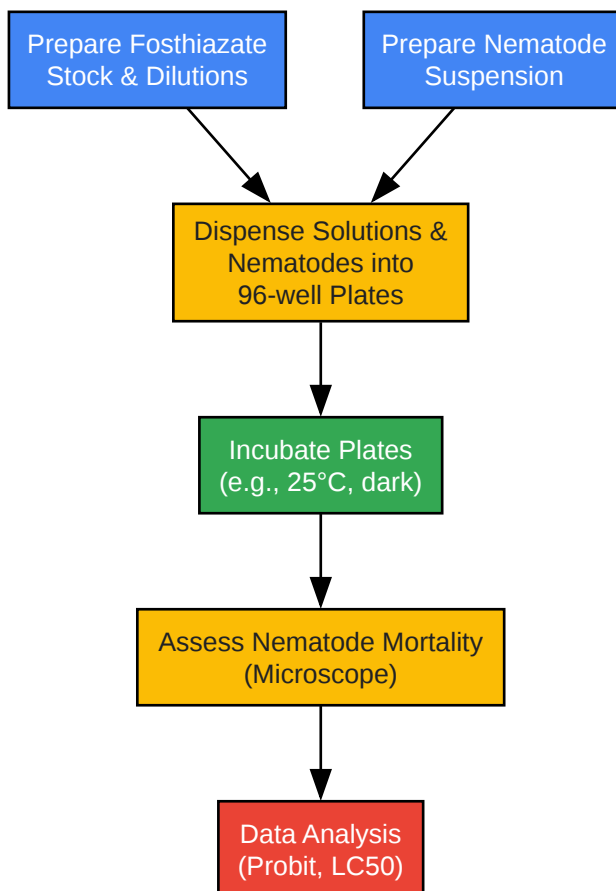 Prepare Fosthiazate
Stock & Dilutions
Prepare Nematode
Suspension
Dispense Solutions &
Nematodes into
96-well Plates
Incubate Plates
(e.g., 25°C, dark)
Assess Nematode Mortality
(Microscope)
Data Analysis
(Probit, LC50)